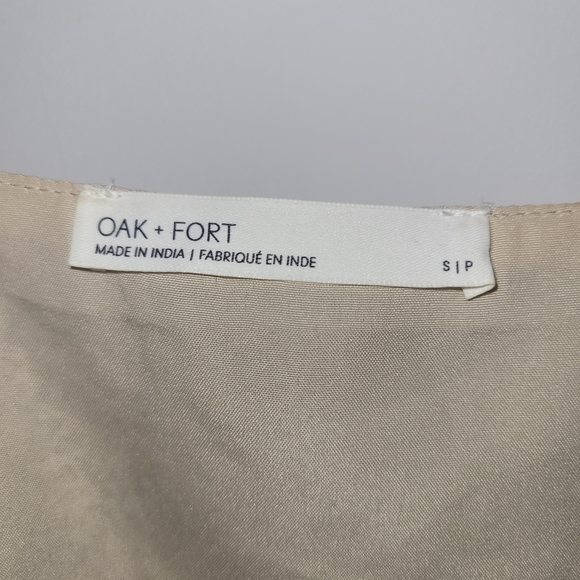 OAK + FORT
MADE IN INDIA | FABRIQUÉ EN INDE
S | P